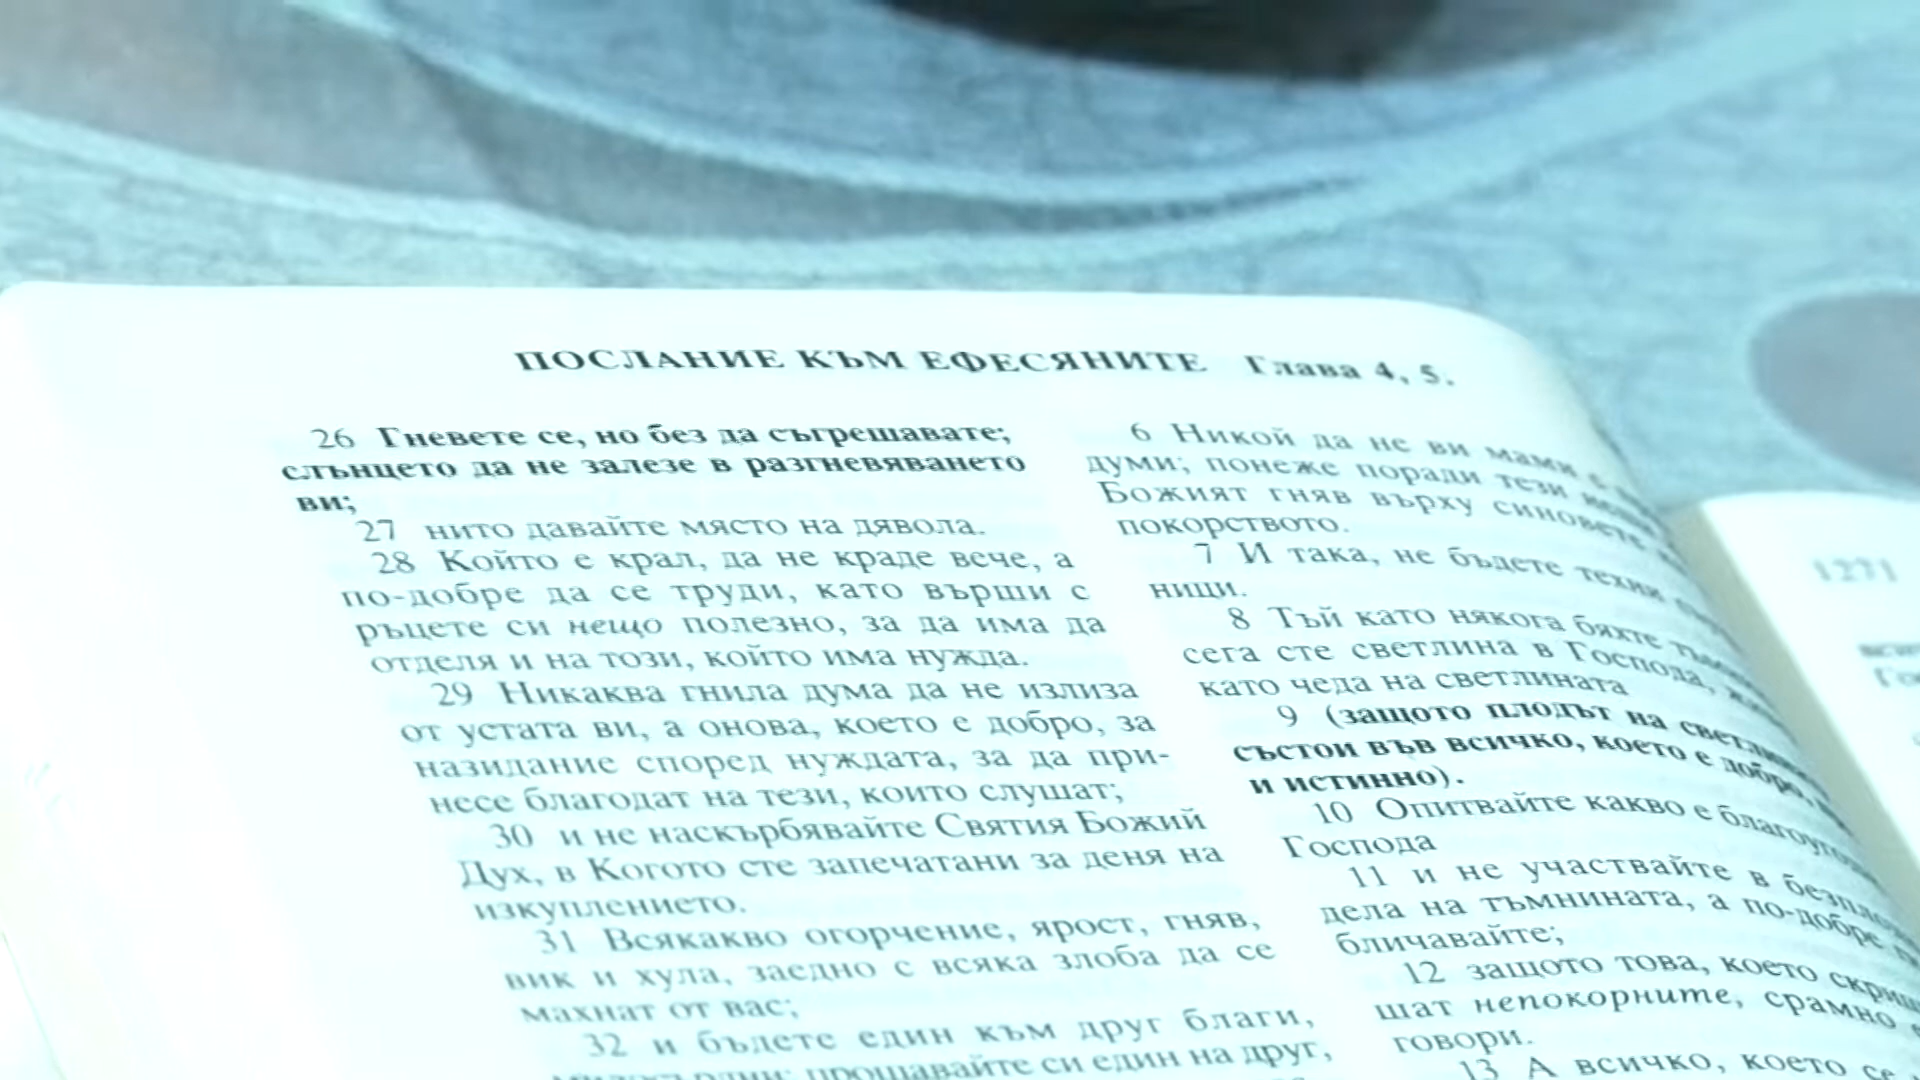 ПОСЛАНИЕ КЪМ ЕФЕСЯНИТЕ Глава 4, 5.
26 Гневете се, но без да съгрешавате;
слънцето да не залезе в разгневяването
ви;
27 нито давайте място на дявола.
28 Който е крал, да не краде вече, а
по-добре да се труди, като върши с
ръцете си нещо полезно, за да има да
отделя и на този, който има нужда.
29 Никаква гнила дума да не излиза
от устата ви, а онова, което е добро, за
назидание според нуждата, за да при-
несе благодат на тези, които слушат;
30 и не наскърбявайте Святия Божий
Дух, в Когото сте запечатани за деня на
изкуплението.
31 Всякакво огорчение, ярост, гняв,
вик и хула, заедно с всяка злоба да се
махнат от вас;
32 и бъдете един към друг благи,
прощавайте си един на друг,
6 Никой да не ви мами
думи; понеже поради тези
Божият гняв върху синовете
покорството.
7 И така, не бъдете техни
ници.
8 Тъй като някога бяхте
сега сте светлина в Господа,
като чеда на светлината
9 (защото плодът на
състои във всичко, което е добро,
и истинно).
10 Опитвайте какво е
Господа
11 и не участвайте в
дела на тъмнината, а по-добре
бличавайте;
12 защото това, което
шат непокорните, срамно е
говори.
13 А всичко, което се
1271